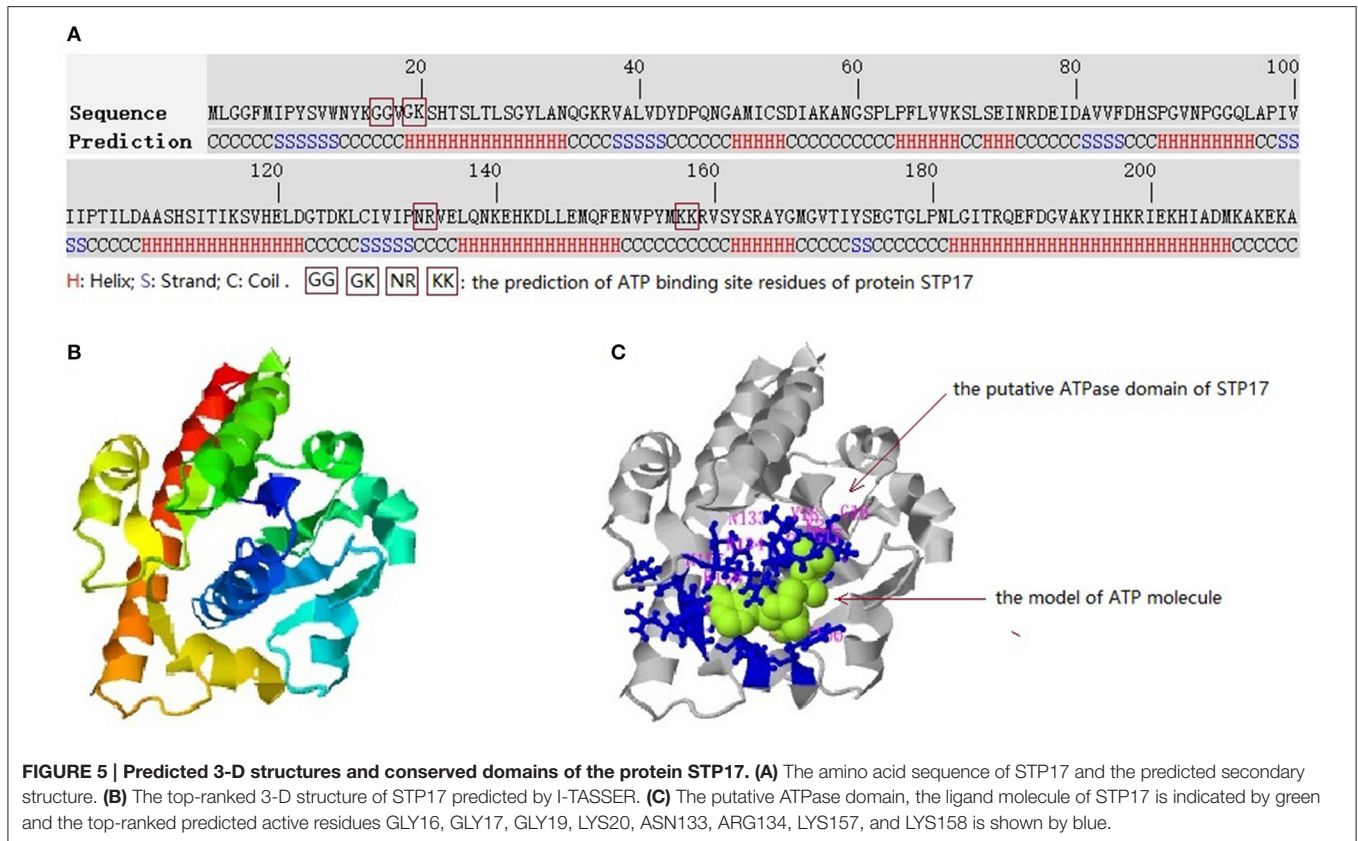 A
20 40 60 80 100
Sequence MLGGFMIPYSVWNYKGGVGKSHTSLTLSGYLANQGKRVALVDYDPQNGAMICSDIAKANGSPLPFLVVKSLSEINRDEIDAVVFDHSPGVNPGGQLAPIV
Prediction CCCCCCSSSSSSCCCCCCHHHHHHHHHHHHHHHCCCCSSSSSCCCCCCHHHHHCCCCCCCCCCHHHHHHCCHHHCCCCCCSSSSCCCHHHHHHHHHCCSS
120 140 160 180 200
IIPTILDAASHSITIKSVHELDGTDKLCIVIPNRVELQNKEHKDLLEMQFENVPYMKKRVSYSRAYGMGVTIYSEGTGLPNLGITRQEFDGVAKYIHKRIEKHIADMKAKEKA
SSCCCCCHHHHHHHHHHHHHHHCCCCCSSSSSCCCCHHHHHHHHHHHHHHHCCCCCCCCCCHHHHHHCCCCCSSCCCCCCCHHHHHHHHHHHHHHHHHHHHHHHHHHCCCCCC
H: Helix; S: Strand; C: Coil . GG GK NR KK : the prediction of ATP binding site residues of protein STP17
B
C
the putative ATPase domain of STP17
N133
the model of ATP molecule
FIGURE 5 | Predicted 3-D structures and conserved domains of the protein STP17. (A) The amino acid sequence of STP17 and the predicted secondary
structure. (B) The top-ranked 3-D structure of STP17 predicted by I-TASSER. (C) The putative ATPase domain, the ligand molecule of STP17 is indicated by green
and the top-ranked predicted active residues GLY16, GLY17, GLY19, LYS20, ASN133, ARG134, LYS157, and LYS158 is shown by blue.